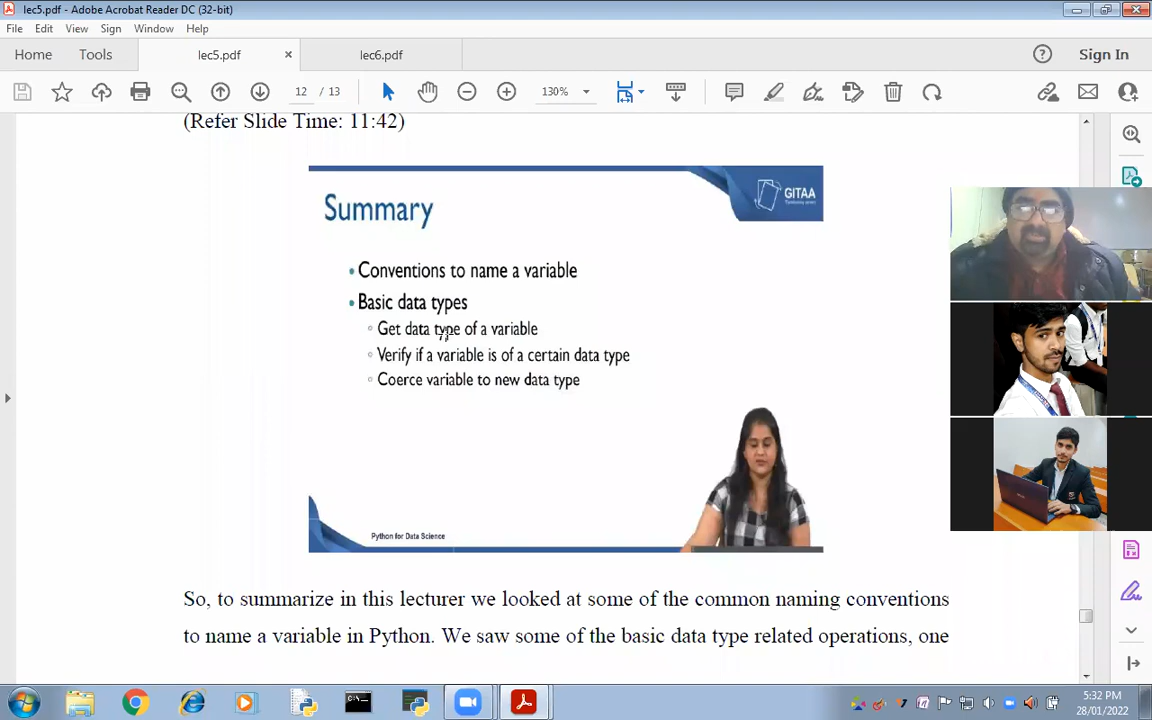 lec5.pdf - Adobe Acrobat Reader DC (32-bit)
File Edit View Sign Window Help
Home Tools lec5.pdf × lec6.pdf Sign In
12 / 13 130%
(Refer Slide Time: 11:42)
GITAA
Summary
• Conventions to name a variable
• Basic data types
◦ Get data type of a variable
◦ Verify if a variable is of a certain data type
◦ Coerce variable to new data type
Python for Data Science
So, to summarize in this lecturer we looked at some of the common naming conventions
to name a variable in Python. We saw some of the basic data type related operations, one
5:32 PM
28/01/2022